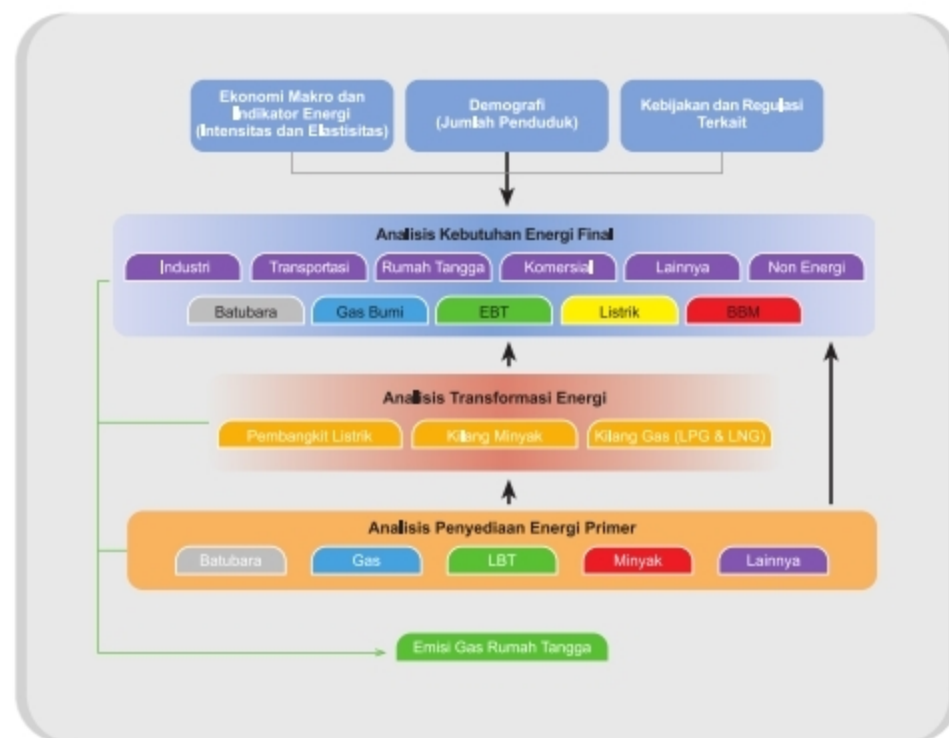 Ekonomi Makro dan
Indikator Energi
(Intensitas dan Elastisitas)
Demografi
(Jumlah Penduduk)
Kebijakan dan Regulasi
Terkait
Analisis Kebutuhan Energi Final
Industri
Transportasi
Rumah Tangga
Komersial
Lainnya
Non Energi
Batubara
Gas Bumi
EBT
Listrik
BBM
Analisis Transformasi Energi
Pembangkit Listrik
Kilang Minyak
Kilang Gas (LPG & LNG)
Analisis Penyediaan Energi Primer
Batubara
Gas
LBT
Minyak
Lainnya
Emisi Gas Rumah Tangga